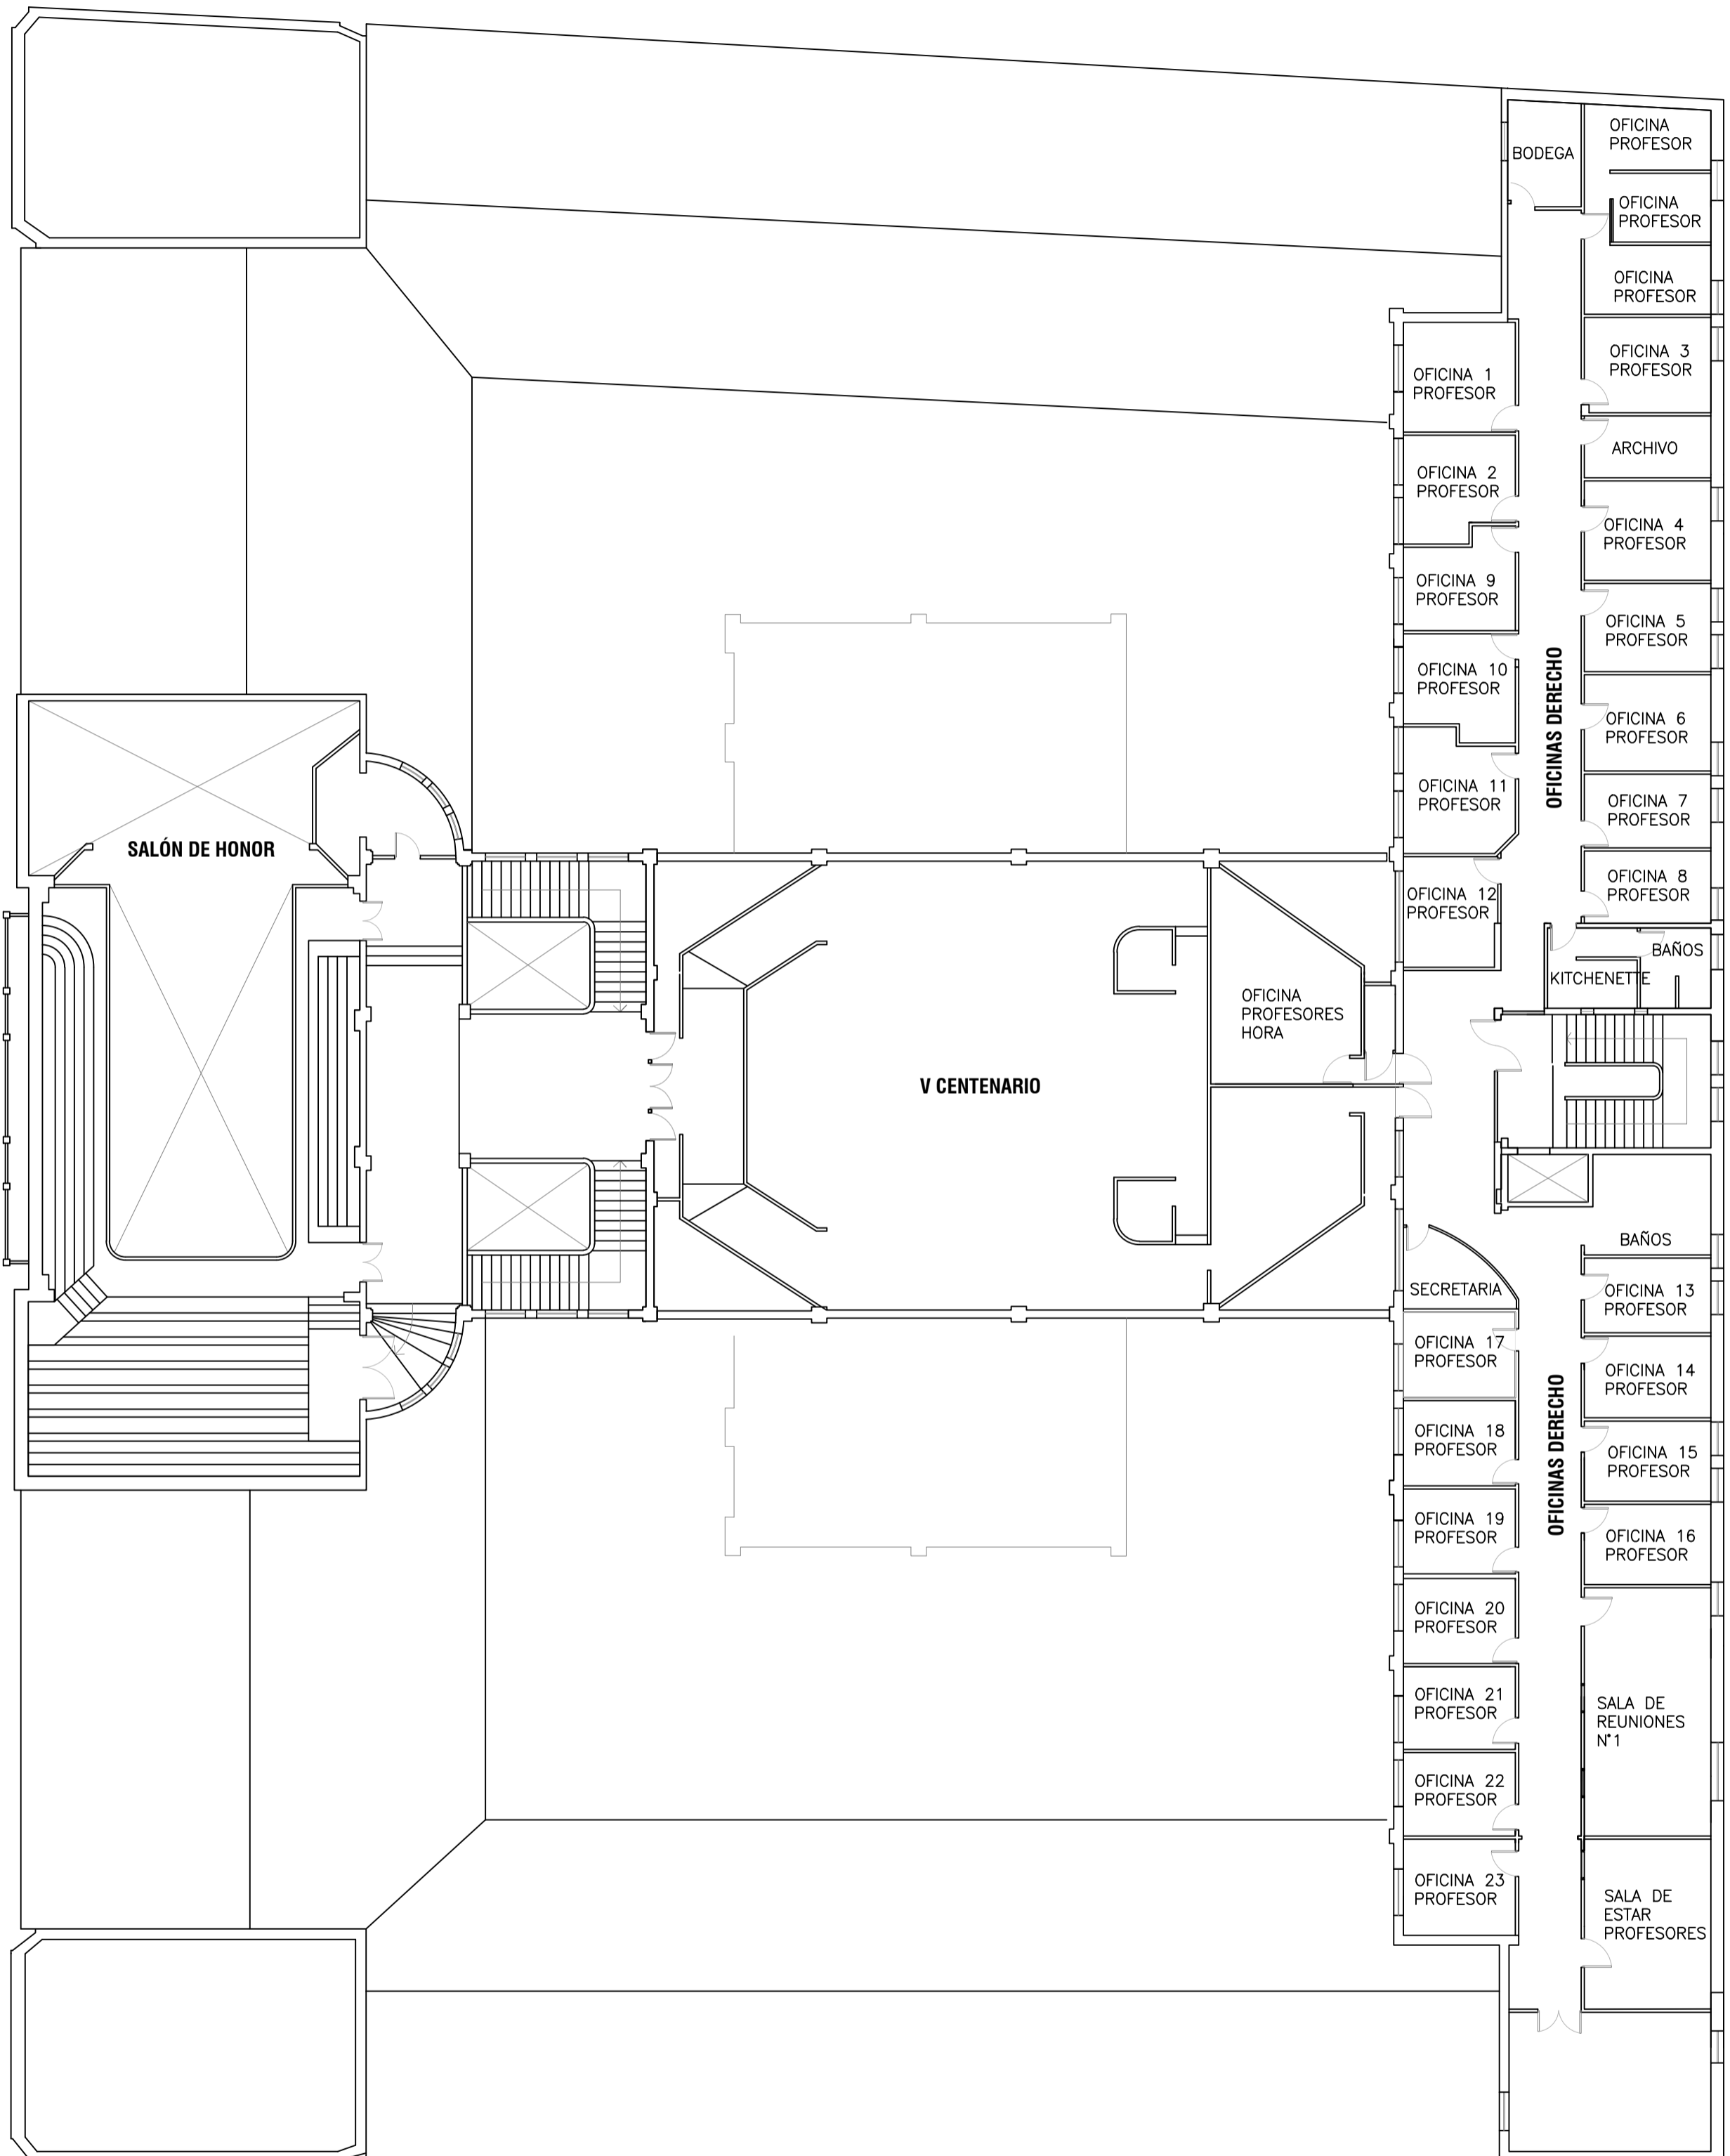 BODEGA
OFICINA
PROFESOR
OFICINA
PROFESOR
OFICINA
PROFESOR
OFICINA 1
PROFESOR
OFICINA 3
PROFESOR
OFICINA 2
PROFESOR
ARCHIVO
OFICINA 4
PROFESOR
OFICINA 9
PROFESOR
OFICINA 5
PROFESOR
OFICINA 10
PROFESOR
OFICINAS DERECHO
OFICINA 6
PROFESOR
OFICINA 11
PROFESOR
OFICINA 7
PROFESOR
SALÓN DE HONOR
OFICINA 12
PROFESOR
OFICINA 8
PROFESOR
BAÑOS
KITCHENETTE
OFICINA
PROFESORES
HORA
V CENTENARIO
BAÑOS
SECRETARIA
OFICINA 13
PROFESOR
OFICINA 17
PROFESOR
OFICINA 14
PROFESOR
OFICINAS DERECHO
OFICINA 18
PROFESOR
OFICINA 15
PROFESOR
OFICINA 19
PROFESOR
OFICINA 16
PROFESOR
OFICINA 20
PROFESOR
OFICINA 21
PROFESOR
SALA DE
REUNIONES
N°1
OFICINA 22
PROFESOR
OFICINA 23
PROFESOR
SALA DE
ESTAR
PROFESORES